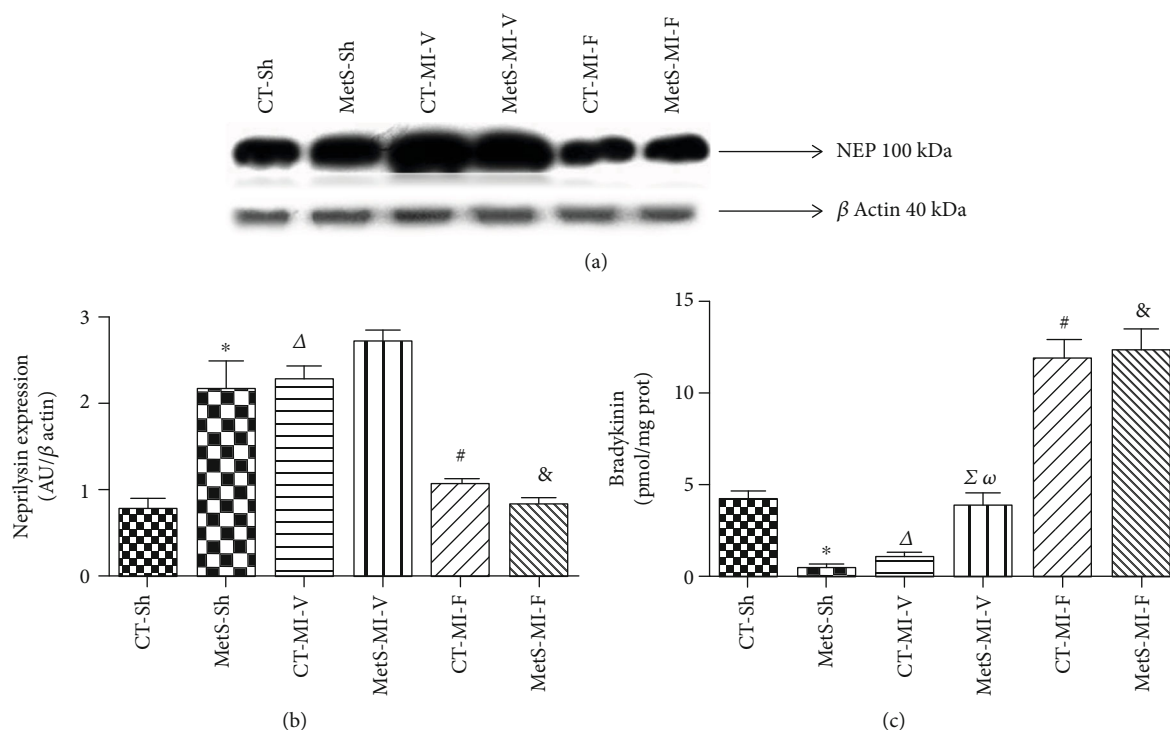 CT-Sh
MetS-Sh
CT-MI-V
MetS-MI-V
CT-MI-F
MetS-MI-F
NEP 100 kDa
β Actin 40 kDa
(a)
Neprilysin expression
(AU/β actin)
3
2
1
0
*
Δ
#
&
CT-Sh
MetS-Sh
CT-MI-V
MetS-MI-V
CT-MI-F
MetS-MI-F
(b)
Bradykinin
(pmol/mg prot)
15
10
5
0
*
Δ
Σ ω
#
&
CT-Sh
MetS-Sh
CT-MI-V
MetS-MI-V
CT-MI-F
MetS-MI-F
(c)